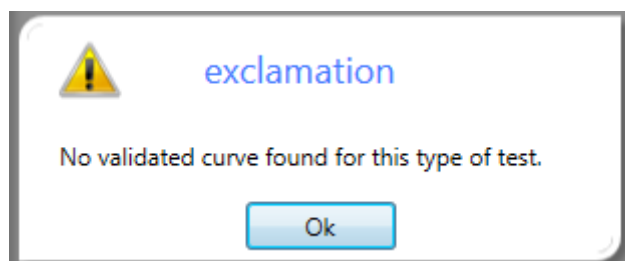 exclamation
No validated curve found for this type of test.
Ok